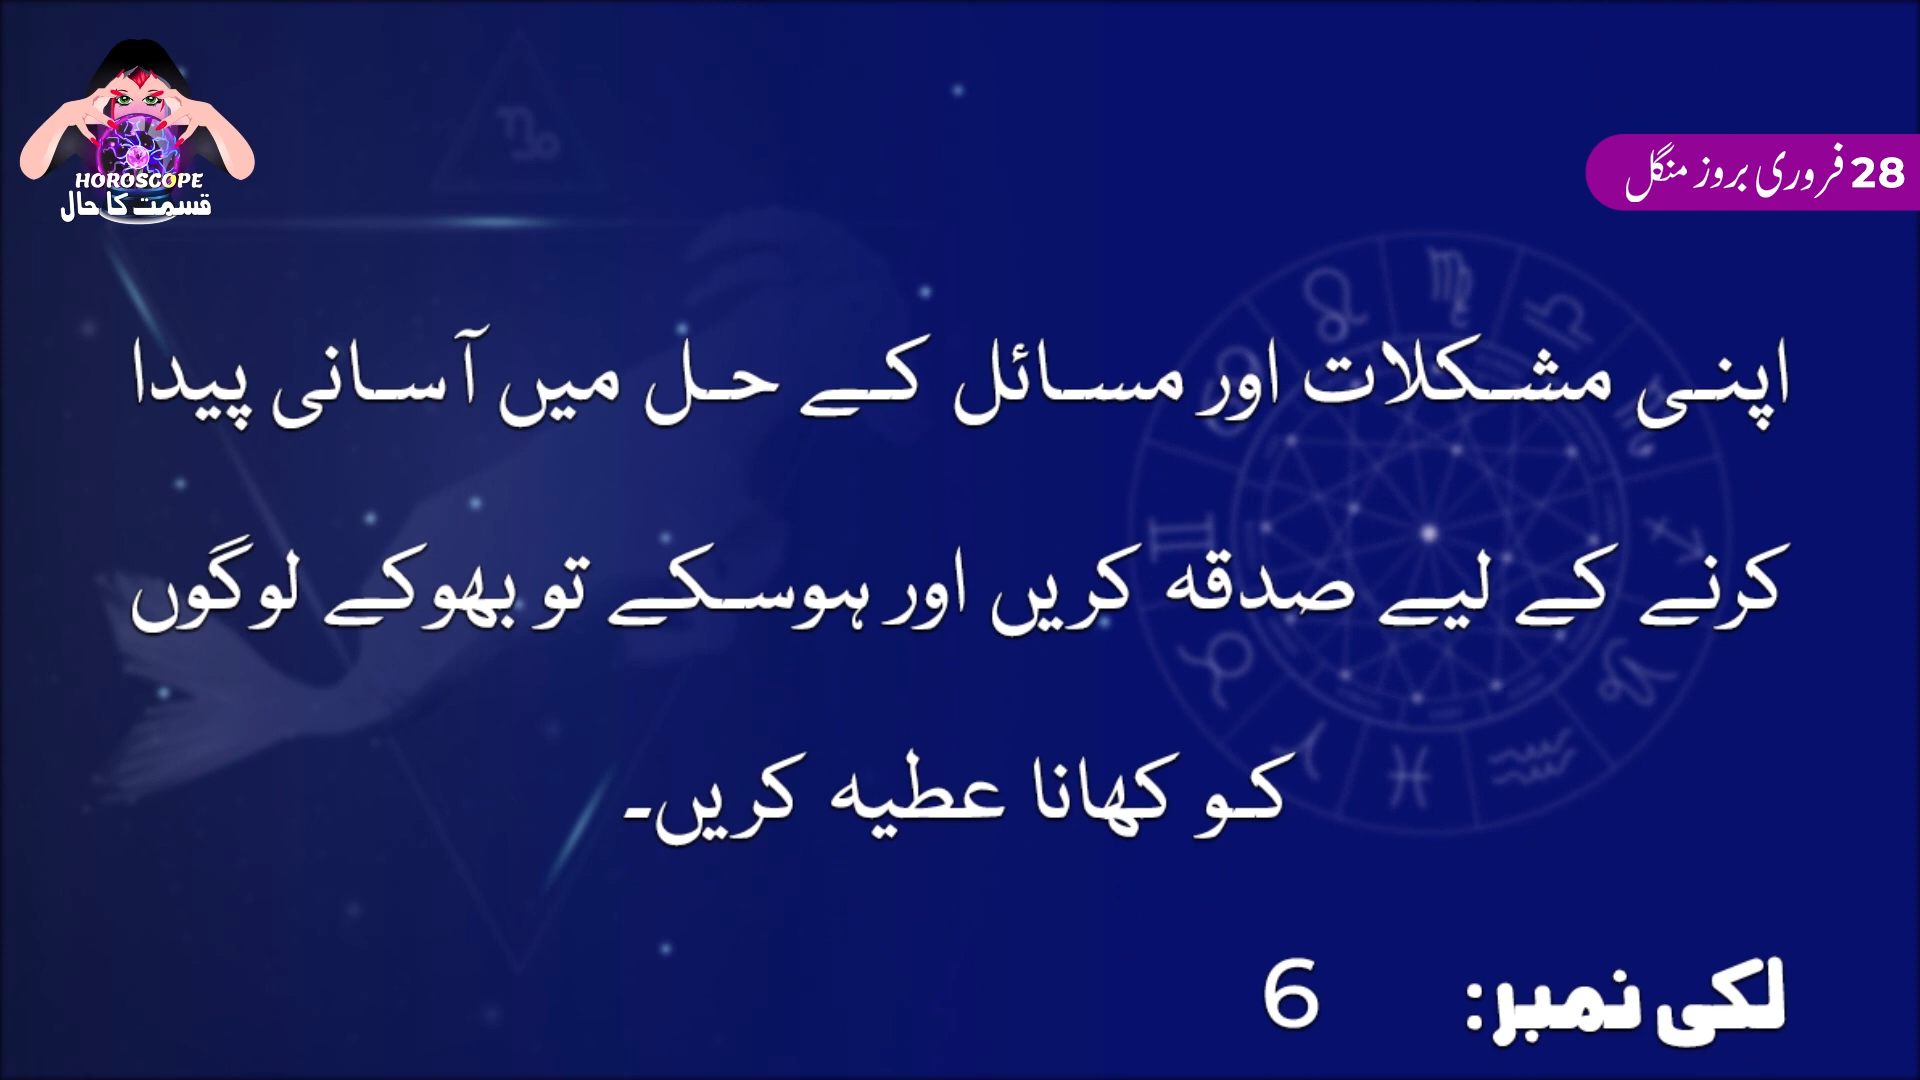 HOROSCOPE
قسمت کا حال
28 فروری بروز منگل
اپنی مشکلات اور مسائل کے حل میں آسانی پیدا
کرنے کے لیے صدقہ کریں اور ہوسکے تو بھوکے لوگوں
کو کھانا عطیہ کریں۔
لکی نمبر: 6